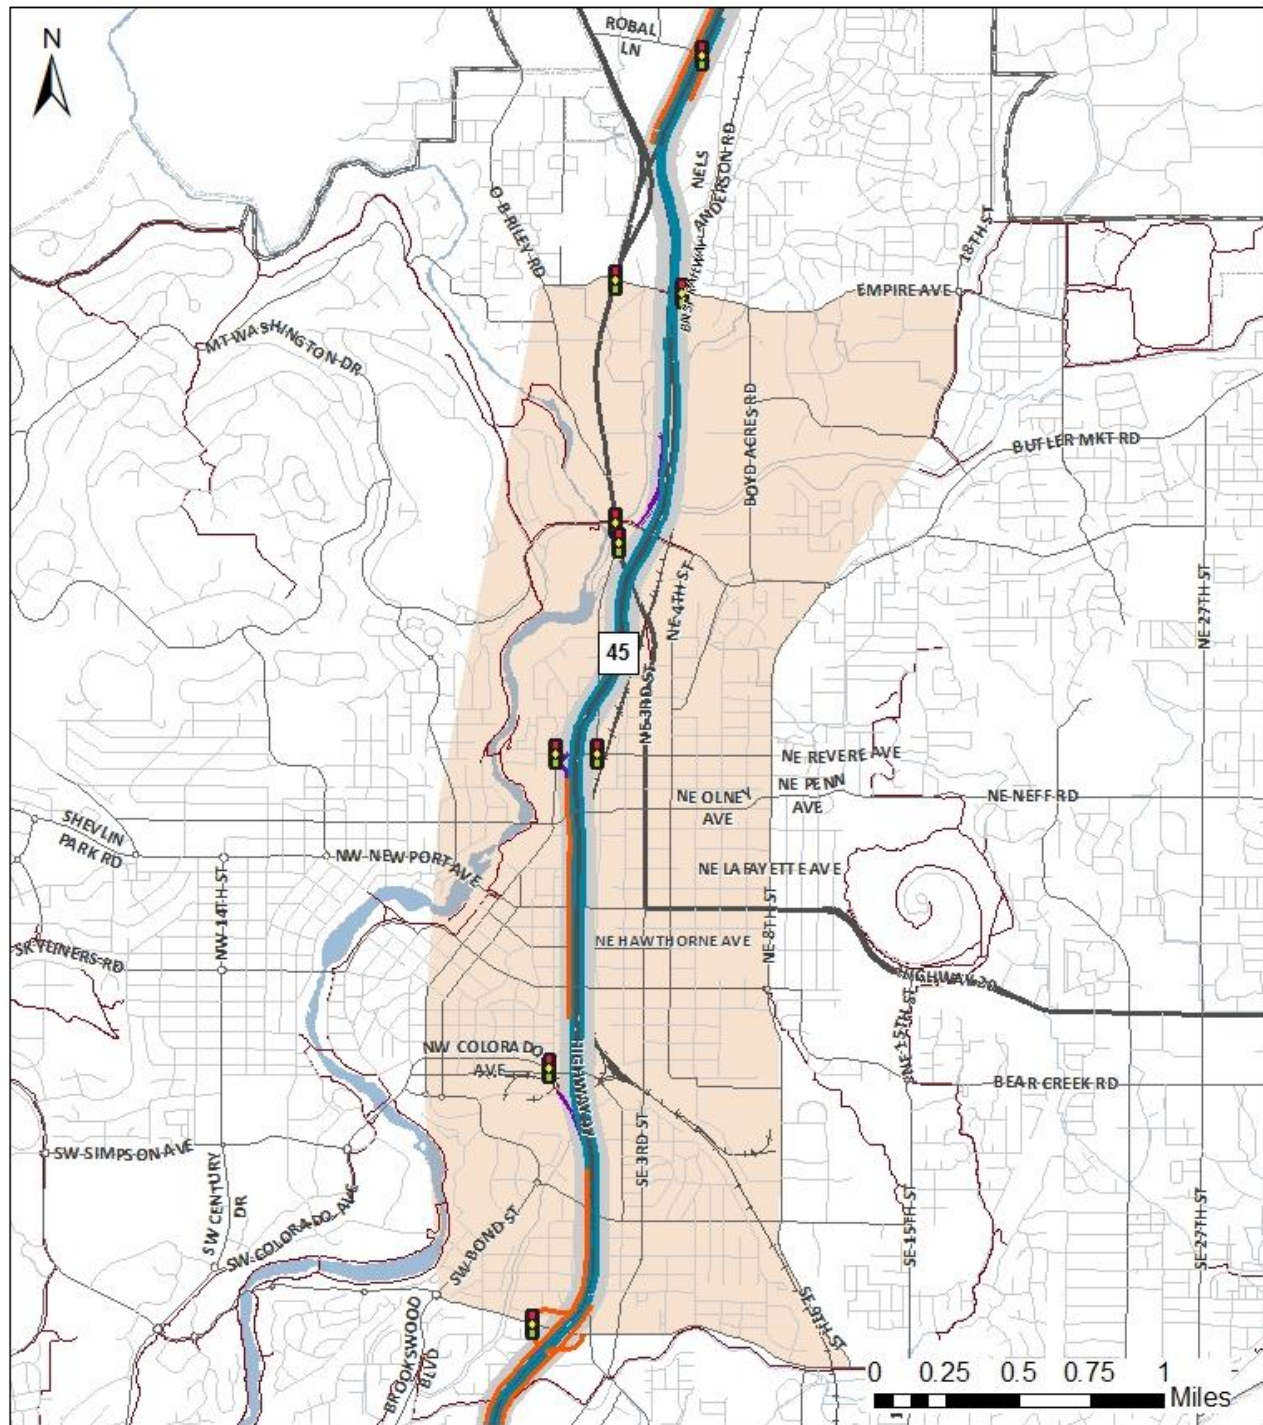 ROBAL
LN
N
NELS
ANDERSON RD
O B RILEY RD
18TH ST
EMPIRE AVE
MT WASHINGTON DR
BOYD ACRES RD
BUTLER MKT RD
NE 4TH ST
NE 27TH ST
45
NE 3RD ST
NE REVERE AVE
NE OLNEY
AVE
NE PENN
AVE
NE NEFF RD
SHEVLIN
PARK RD
NW NEWPORT AVE
NE LAFAYETTE AVE
NW 14TH ST
NE 8TH ST
SKYLINERS RD
NE HAWTHORNE AVE
HIGHWAY 20
NE 15TH ST
NW COLORADO
AVE
HIGHWAY 97
BEAR CREEK RD
SW SIMPSON AVE
SE 3RD ST
SW CENTURY
DR
SW COLORADO AVE
SW BOND ST
SE 15TH ST
SE 27TH ST
BROOKSWOOD
BLVD
SE 9TH ST
0 0.25 0.5 0.75 1
Miles